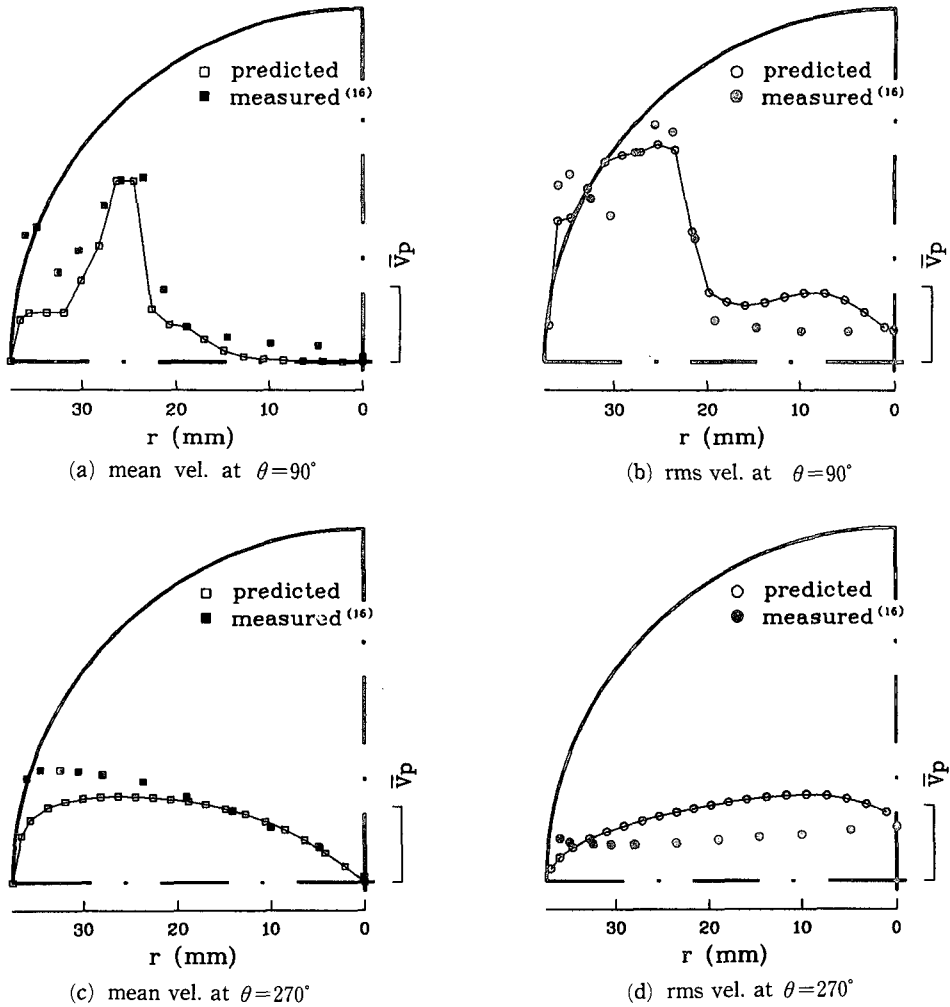 □ predicted
■ measured(16)
V̄p
30 20 10 0
r (mm)
(a) mean vel. at θ=90°
○ predicted
measured(16)
V̄p
30 20 10 0
r (mm)
(b) rms vel. at θ=90°
□ predicted
■ measured(16)
V̄p
30 20 10 0
r (mm)
(c) mean vel. at θ=270°
○ predicted
measured(16)
V̄p
30 20 10 0
r (mm)
(d) rms vel. at θ=270°